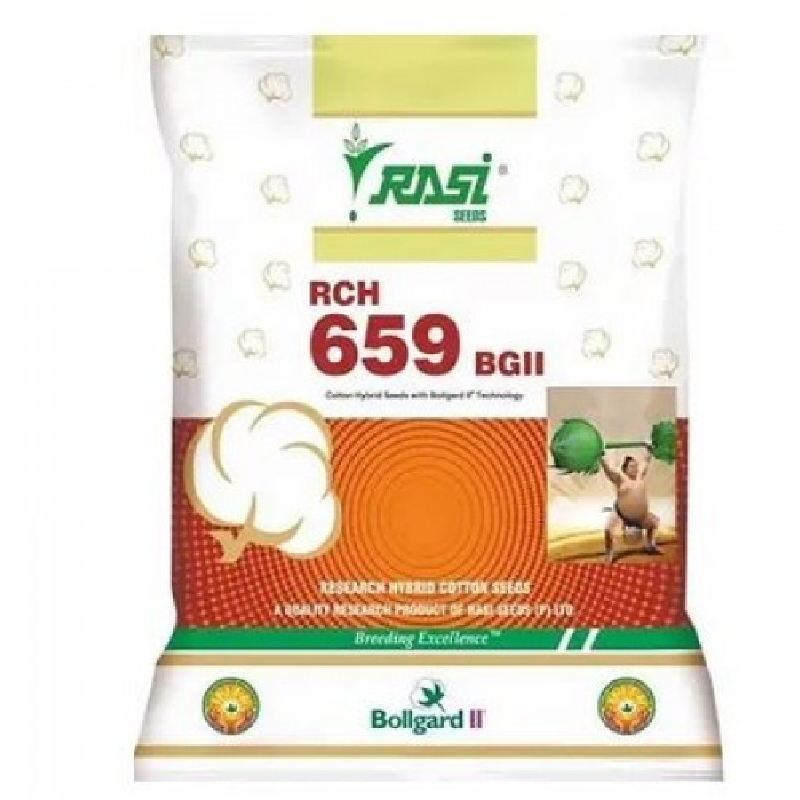 RASI ®
SEEDS
RCH
659 BGII
Cotton Hybrid Seeds with Bollgard II® Technology
RESEARCH HYBRID COTTON SEEDS
A QUALITY RESEARCH PRODUCT OF RASI SEEDS (P) LTD
Breeding Excellence™
Bollgard II®